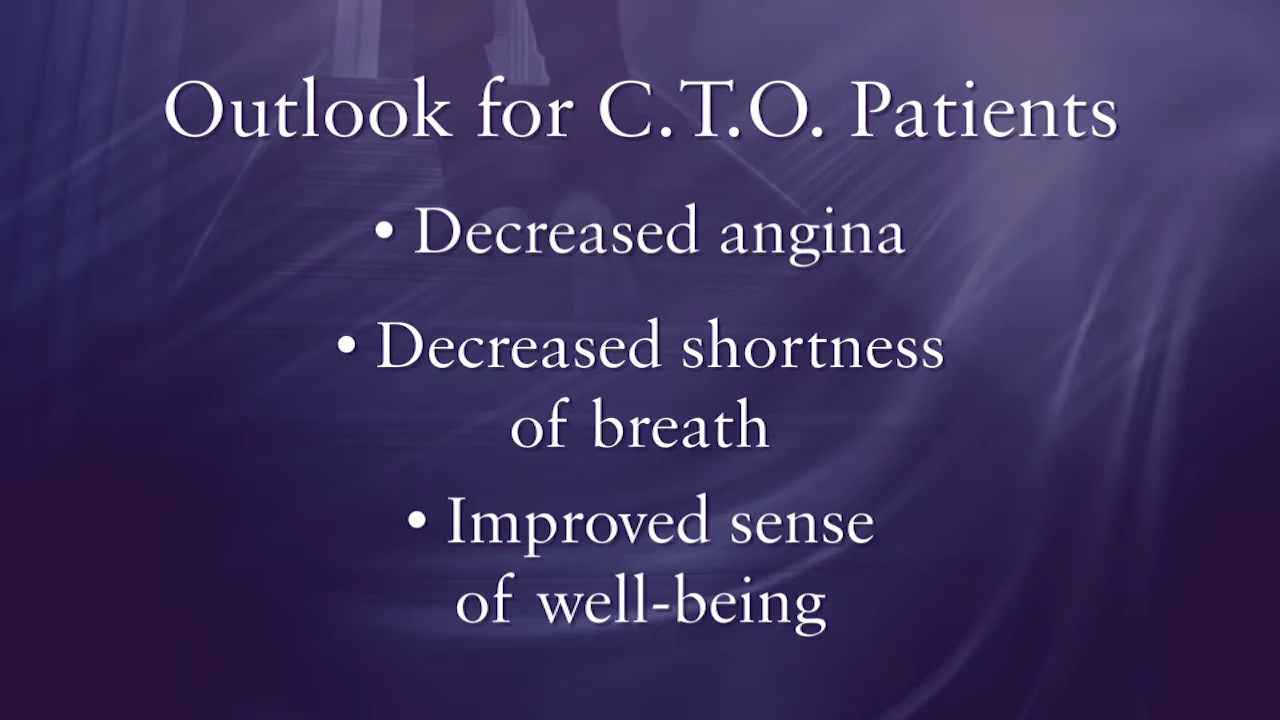 Outlook for C.T.O. Patients
• Decreased angina
• Decreased shortness
of breath
• Improved sense
of well-being